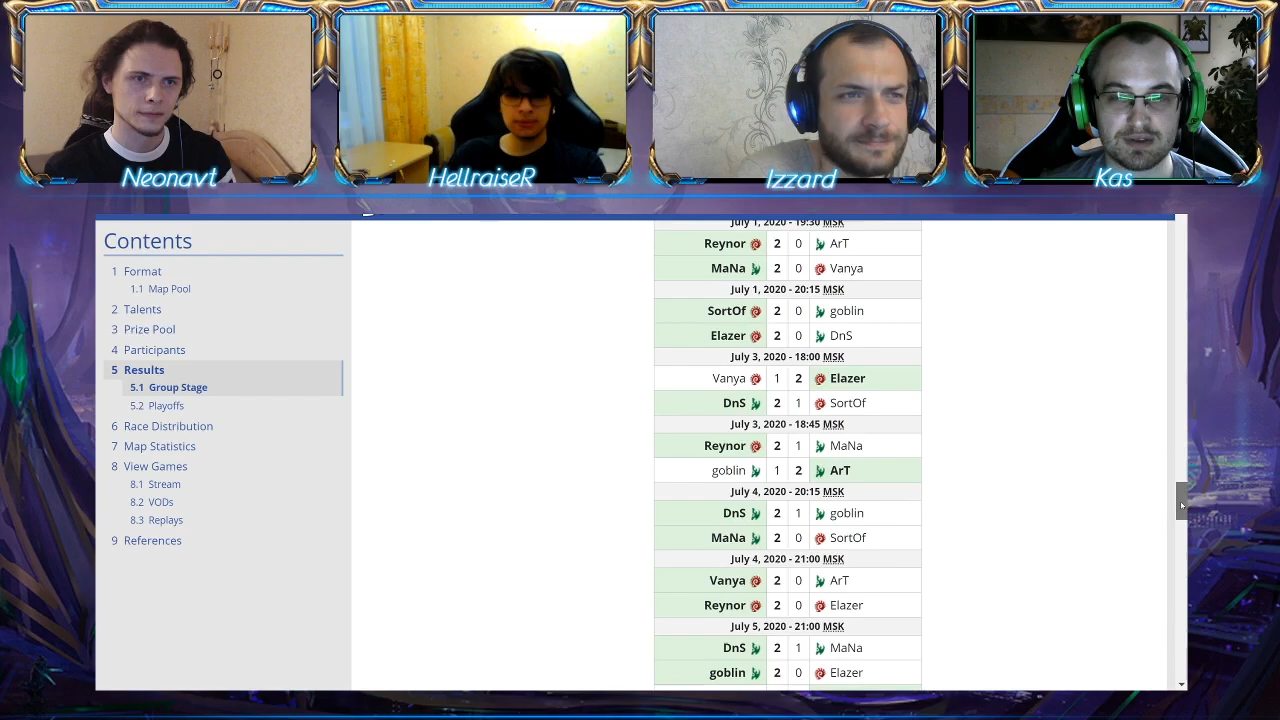 Neonavt
HellraiseR
Izzard
Kas
Contents
1 Format
1.1 Map Pool
2 Talents
3 Prize Pool
4 Participants
5 Results
5.1 Group Stage
5.2 Playoffs
6 Race Distribution
7 Map Statistics
8 View Games
8.1 Stream
8.2 VODs
8.3 Replays
9 References
July 1, 2020 - 19:30 MSK
Reynor 2 0 ArT
MaNa 2 0 Vanya
July 1, 2020 - 20:15 MSK
SortOf 2 0 goblin
Elazer 2 0 DnS
July 3, 2020 - 18:00 MSK
Vanya 1 2 Elazer
DnS 2 1 SortOf
July 3, 2020 - 18:45 MSK
Reynor 2 1 MaNa
goblin 1 2 ArT
July 4, 2020 - 20:15 MSK
DnS 2 1 goblin
MaNa 2 0 SortOf
July 4, 2020 - 21:00 MSK
Vanya 2 0 ArT
Reynor 2 0 Elazer
July 5, 2020 - 21:00 MSK
DnS 2 1 MaNa
goblin 2 0 Elazer